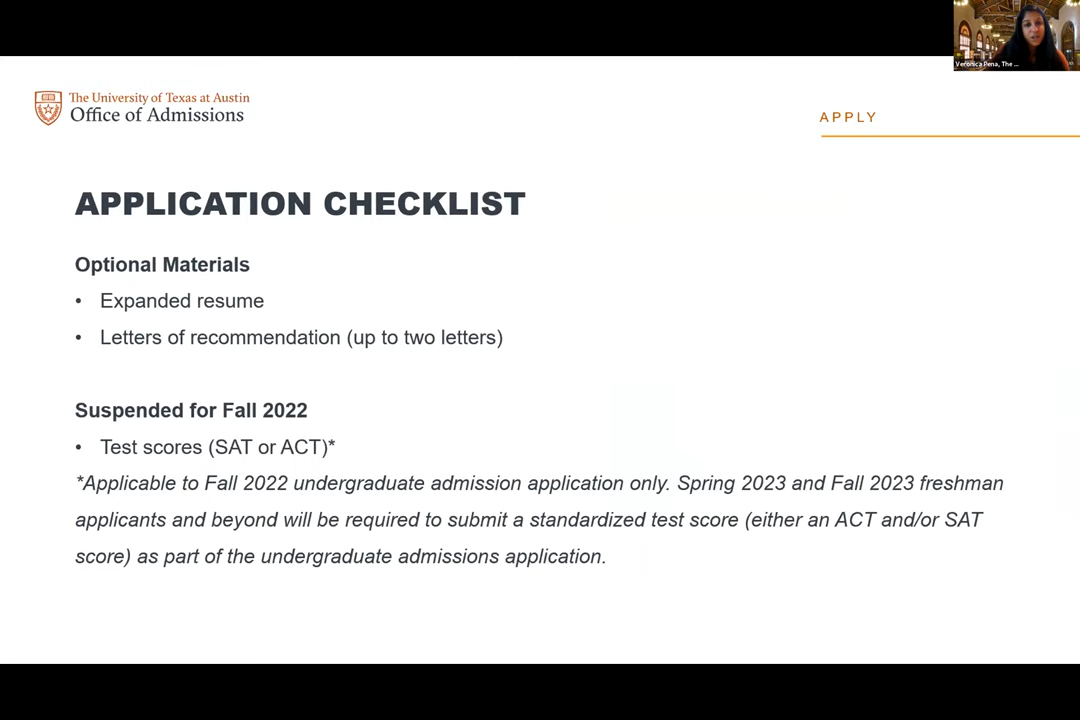 Veronica Pena, The ...
The University of Texas at Austin
Office of Admissions
APPLY
APPLICATION CHECKLIST
Optional Materials
• Expanded resume
• Letters of recommendation (up to two letters)
Suspended for Fall 2022
• Test scores (SAT or ACT)*
*Applicable to Fall 2022 undergraduate admission application only. Spring 2023 and Fall 2023 freshman
applicants and beyond will be required to submit a standardized test score (either an ACT and/or SAT
score) as part of the undergraduate admissions application.